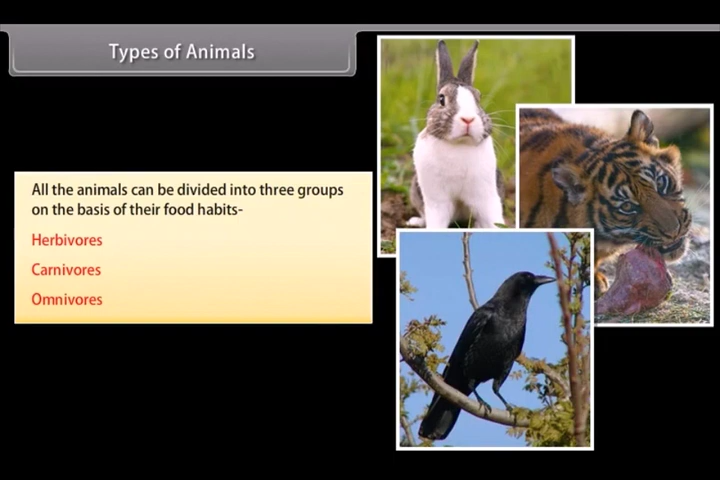 Types of Animals
All the animals can be divided into three groups
on the basis of their food habits-
Herbivores
Carnivores
Omnivores